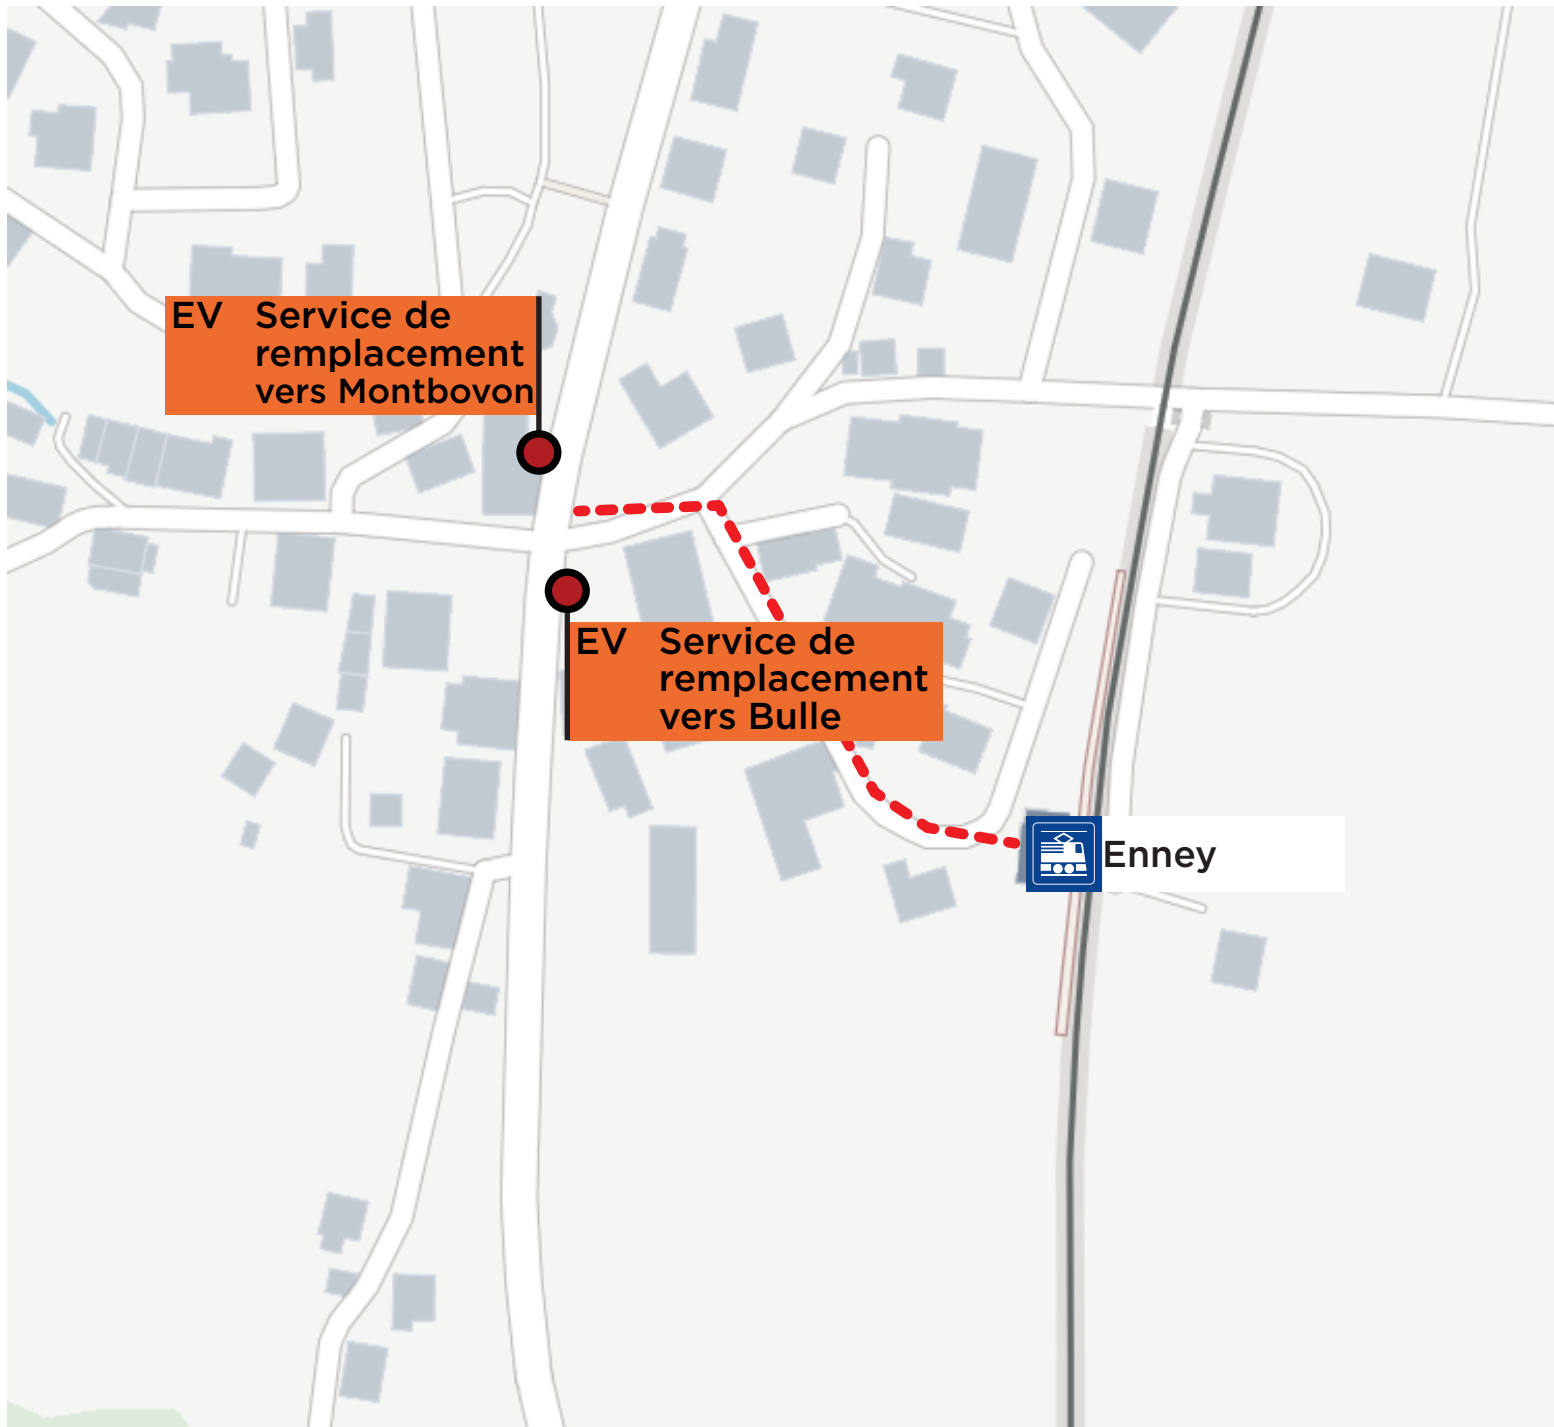 EV Service de
remplacement
vers Montbovon
EV Service de
remplacement
vers Bulle
Enney